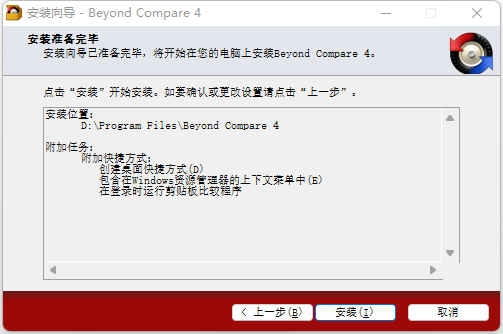 安装向导 - Beyond Compare 4
安装准备完毕
安装向导已准备完毕，将开始在您的电脑上安装Beyond Compare 4。
点击“安装”开始安装。如要确认或更改设置请点击“上一步”。
安装位置：
D:\Program Files\Beyond Compare 4
附加任务：
附加快捷方式：
创建桌面快捷方式(D)
包含在Windows资源管理器的上下文菜单中(E)
在登录时运行剪贴板比较程序
< 上一步(B)
安装(I)
取消